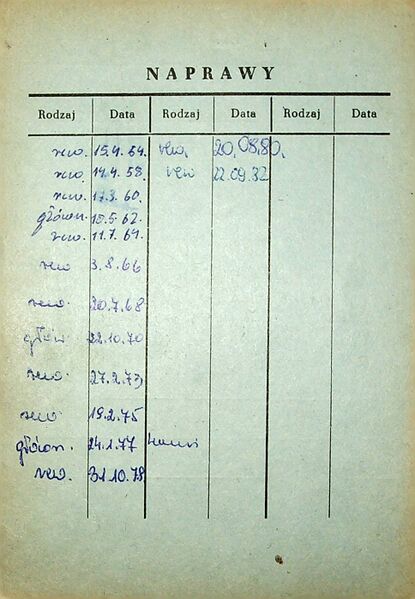 NAPRAWY
Rodzaj Data Rodzaj Data Rodzaj Data
rew. 15.4.54. rew. 20.08.80.
rew. 14.4.58. rew 22.09.82
rew. 17.3.60.
główn. 15.5.62.
rew. 11.7.64.
rew 3.8.66
rew. 20.7.68
główn 22.10.70
rew. 27.2.73
rew. 19.2.75
główn. 24.1.77
rew. 31.10.78